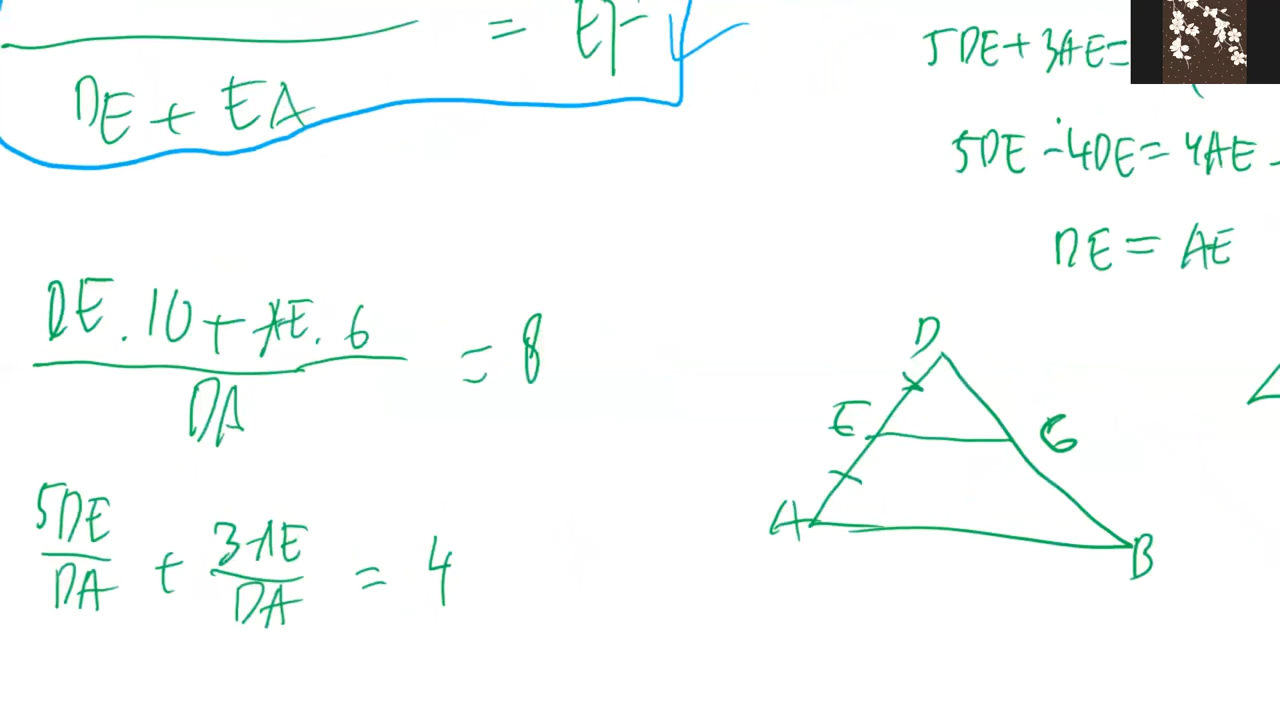 = EF
DE + EA
DE . 10 + AE . 6
= 8
DA
5DE
DA
+
3AE
DA
= 4
5DE + 3AE =
5DE - 4DE = 4AE -
DE = AE
D
E
G
A
B